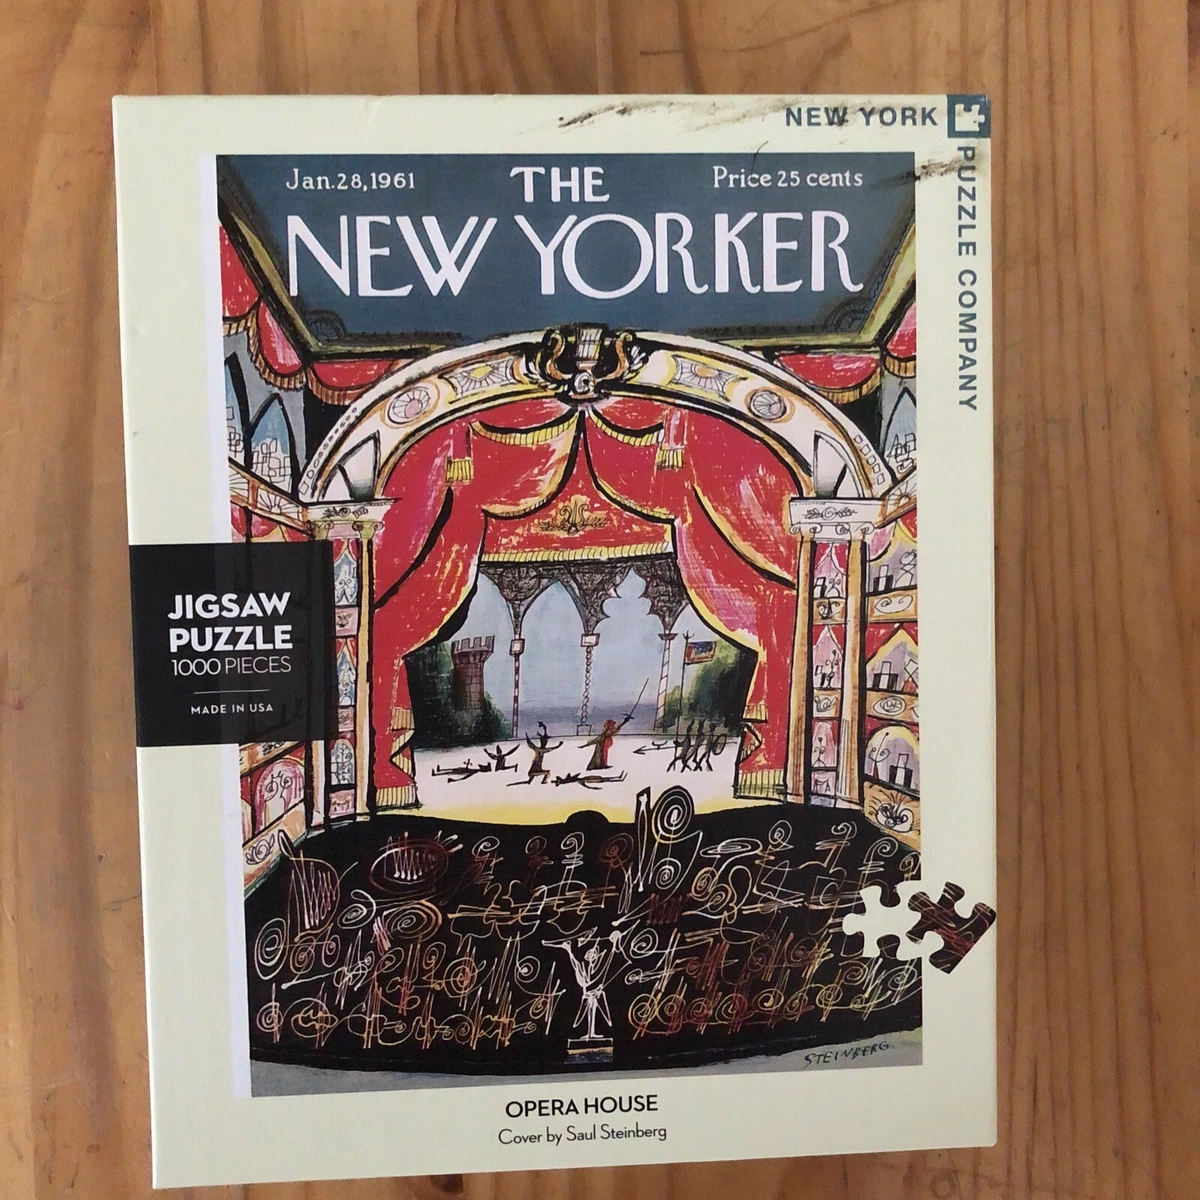 NEW YORK
PUZZLE COMPANY
Jan.28,1961
THE
Price 25 cents
NEW YORKER
JIGSAW
PUZZLE
1000 PIECES
MADE IN USA
STEINBERG
OPERA HOUSE
Cover by Saul Steinberg